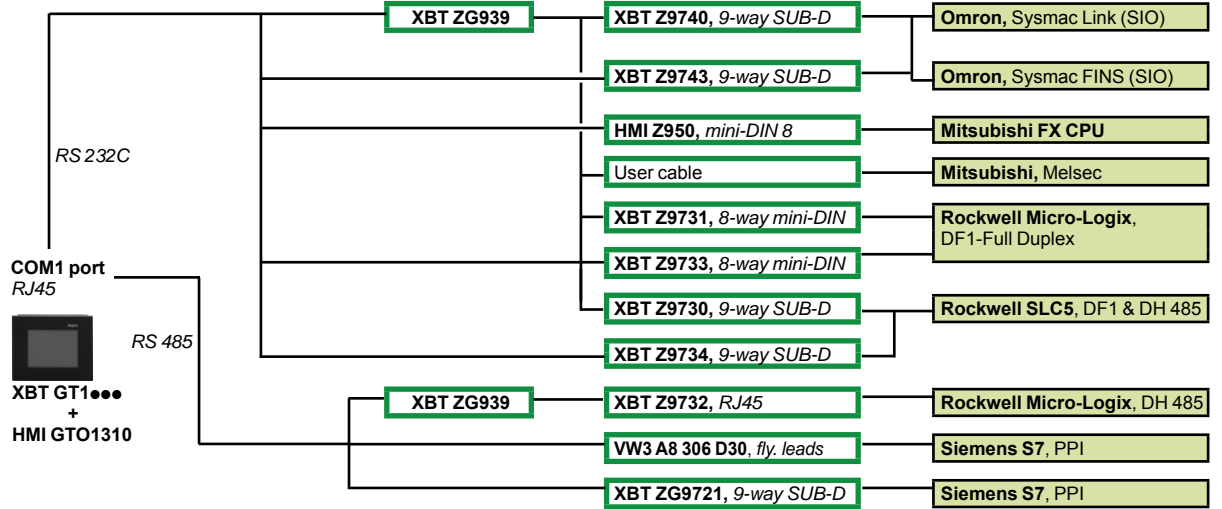 XBT ZG939
XBT Z9740, 9-way SUB-D
Omron, Sysmac Link (SIO)
XBT Z9743, 9-way SUB-D
Omron, Sysmac FINS (SIO)
HMI Z950, mini-DIN 8
Mitsubishi FX CPU
RS 232C
User cable
Mitsubishi, Melsec
XBT Z9731, 8-way mini-DIN
Rockwell Micro-Logix,
DF1-Full Duplex
COM1 port
RJ45
XBT Z9733, 8-way mini-DIN
XBT Z9730, 9-way SUB-D
Rockwell SLC5, DF1 & DH 485
RS 485
XBT Z9734, 9-way SUB-D
XBT GT1●●●
+
HMI GTO1310
XBT ZG939
XBT Z9732, RJ45
Rockwell Micro-Logix, DH 485
VW3 A8 306 D30, fly. leads
Siemens S7, PPI
XBT ZG9721, 9-way SUB-D
Siemens S7, PPI